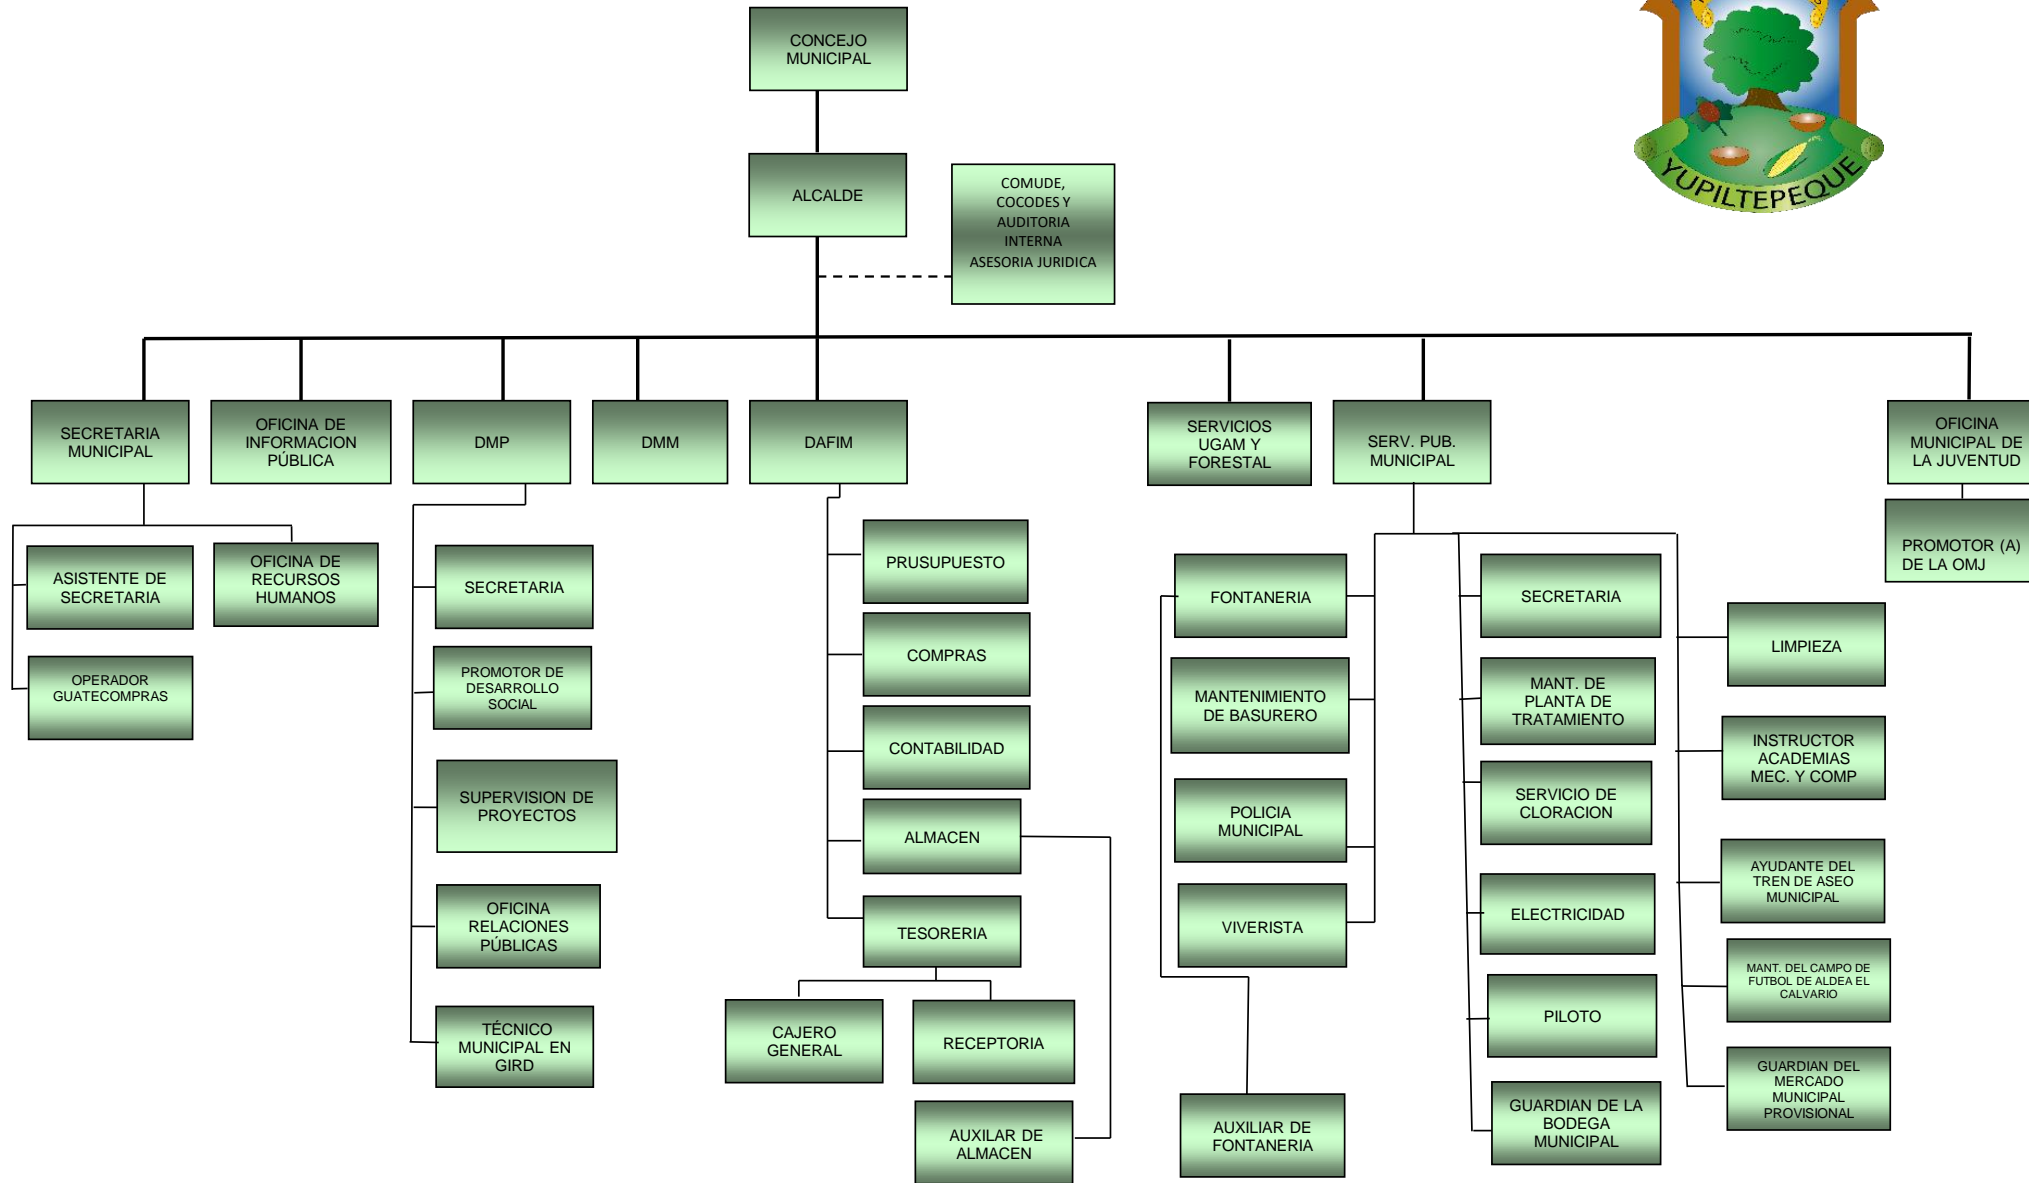 CONCEJO
MUNICIPAL
YUPILTEPEQUE
ALCALDE
COMUDE,
COCODES Y
AUDITORIA
INTERNA
ASESORIA JURIDICA
SECRETARIA
MUNICIPAL
OFICINA DE
INFORMACION
PÚBLICA
DMP
DMM
DAFIM
SERVICIOS
UGAM Y
FORESTAL
SERV. PUB.
MUNICIPAL
OFICINA
MUNICIPAL DE
LA JUVENTUD
PROMOTOR (A)
DE LA OMJ
ASISTENTE DE
SECRETARIA
OFICINA DE
RECURSOS
HUMANOS
OPERADOR
GUATECOMPRAS
SECRETARIA
PROMOTOR DE
DESARROLLO
SOCIAL
SUPERVISION DE
PROYECTOS
OFICINA
RELACIONES
PÚBLICAS
TÉCNICO
MUNICIPAL EN
GIRD
PRUSUPUESTO
COMPRAS
CONTABILIDAD
ALMACEN
TESORERIA
CAJERO
GENERAL
RECEPTORIA
AUXILAR DE
ALMACEN
FONTANERIA
MANTENIMIENTO
DE BASURERO
POLICIA
MUNICIPAL
VIVERISTA
AUXILIAR DE
FONTANERIA
SECRETARIA
MANT. DE
PLANTA DE
TRATAMIENTO
SERVICIO DE
CLORACION
ELECTRICIDAD
PILOTO
GUARDIAN DE LA
BODEGA
MUNICIPAL
LIMPIEZA
INSTRUCTOR
ACADEMIAS
MEC. Y COMP
AYUDANTE DEL
TREN DE ASEO
MUNICIPAL
MANT. DEL CAMPO DE
FUTBOL DE ALDEA EL
CALVARIO
GUARDIAN DEL
MERCADO
MUNICIPAL
PROVISIONAL